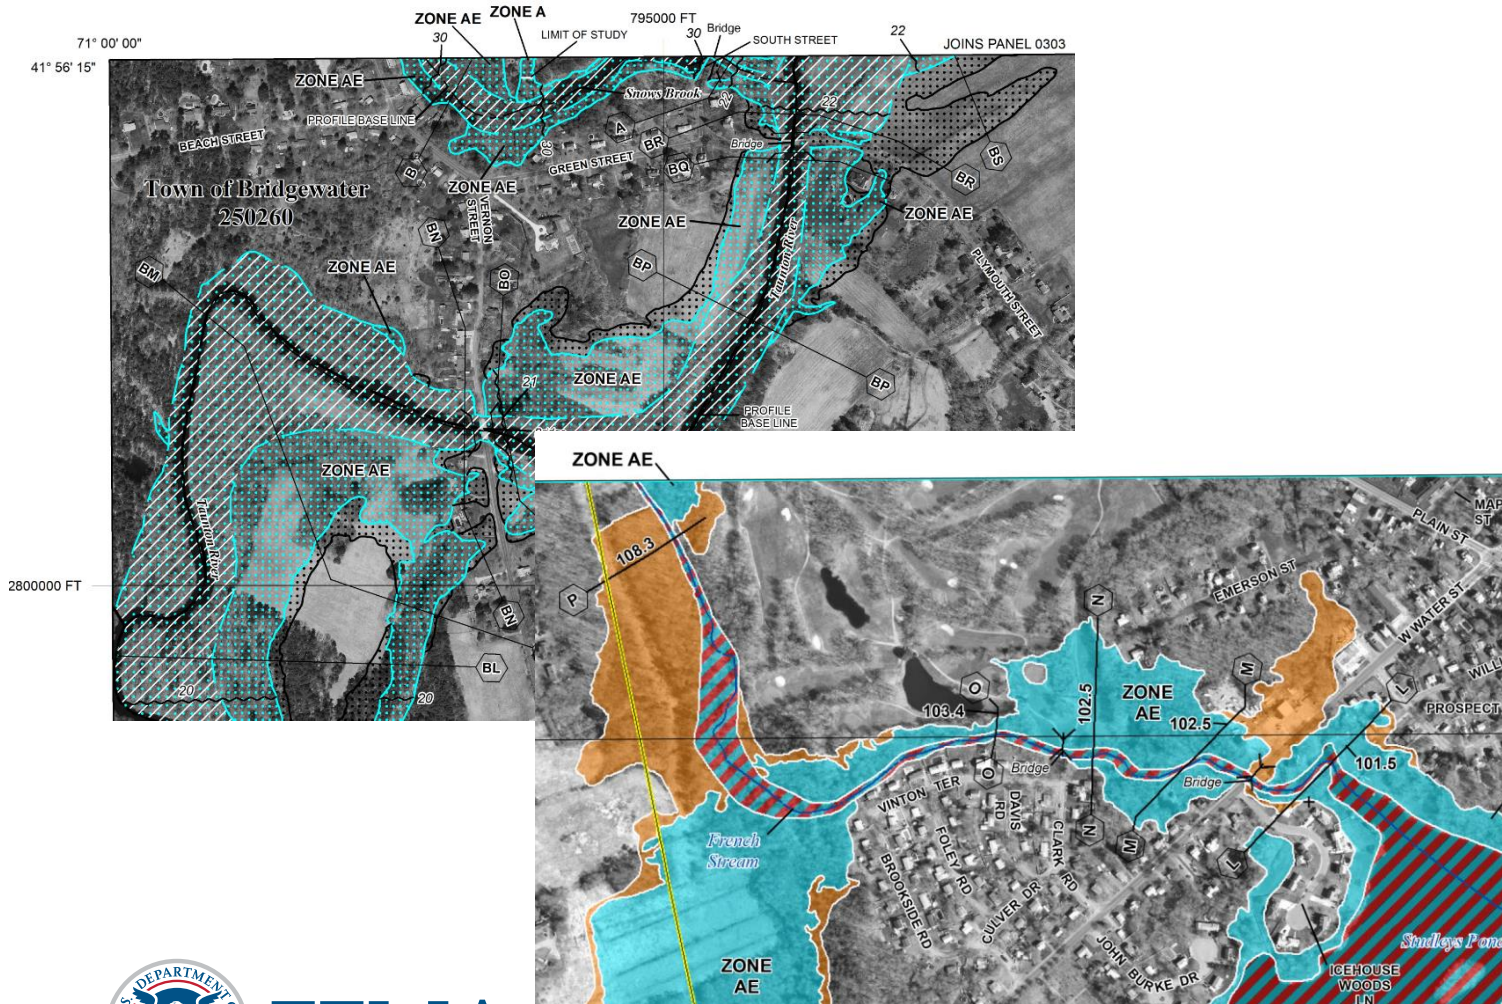 ZONE AE
ZONE A
795000 FT
71° 00' 00"
30
LIMIT OF STUDY
30
Bridge
SOUTH STREET
22
JOINS PANEL 0303
41° 56' 15"
ZONE AE
Snows Brook
22
22
PROFILE BASE LINE
A
BEACH STREET
BR
Bridge
30
GREEN STREET
BS
BQ
B
BR
Town of Bridgewater
250260
ZONE AE
VERNON
STREET
ZONE AE
ZONE AE
BN
Taunton River
BM
ZONE AE
BO
BP
PLYMOUTH STREET
21
ZONE AE
BP
PROFILE
BASE LINE
ZONE AE
Taunton River
2800000 FT
BN
BL
20
20
ZONE AE
MAP
ST
PLAIN ST
108.3
EMERSON ST
P
N
W WATER ST
M
WILL
O
L
ZONE
AE
102.5
103.4
102.5
PROSPECT
Bridge
O
Bridge
101.5
VINTON TER
DAVIS
RD
N
M
CLARK RD
FOLEY RD
French
Stream
L
BROOKSIDE RD
CULVER DR
JOHN BURKE DR
Studleys Pond
ZONE
AE
ICEHOUSE
WOODS
LN
DEPARTMENT
FEMA